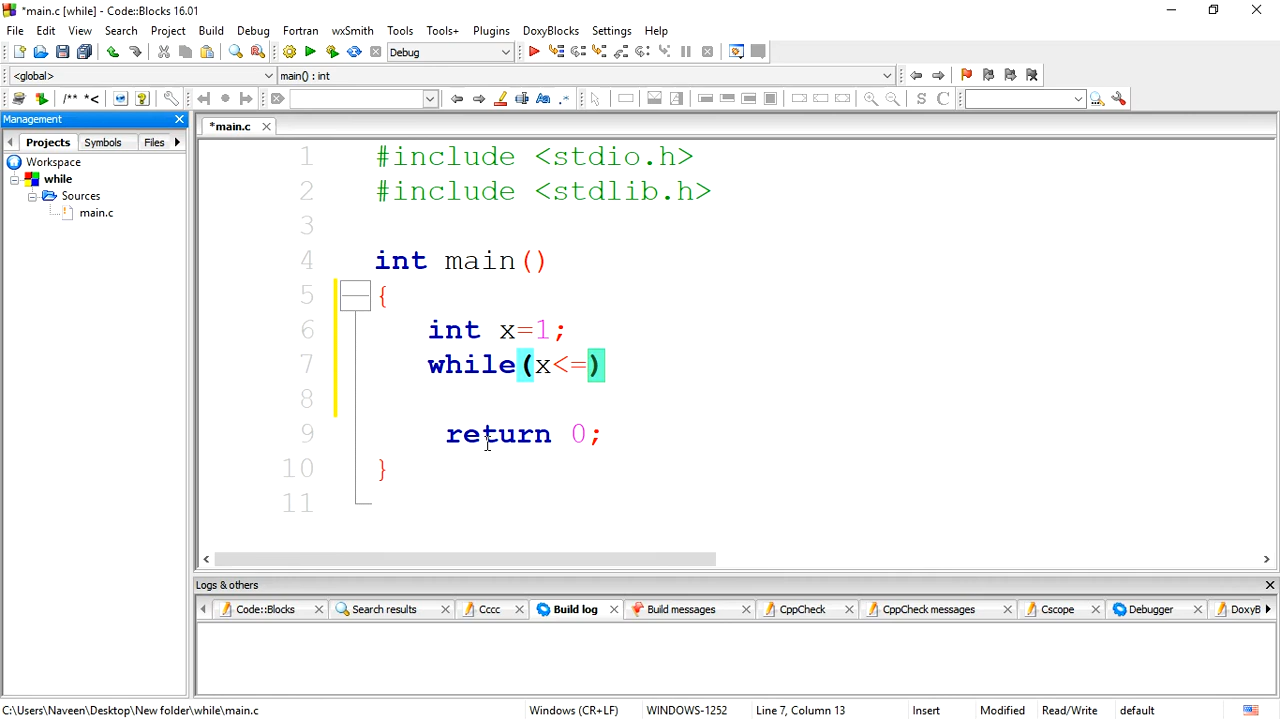 *main.c [while] - Code::Blocks 16.01
File Edit View Search Project Build Debug Fortran wxSmith Tools Tools+ Plugins DoxyBlocks Settings Help
Debug
<global> main() : int
/** *<
S C
Management
*main.c
Projects Symbols Files
Workspace
while
Sources
main.c
1 #include <stdio.h>
2 #include <stdlib.h>
3
4 int main()
5 {
6 int x=1;
7 while(x<=)
8
9 return 0;
10 }
11
Logs & others
Code::Blocks Search results Cccc Build log Build messages CppCheck CppCheck messages Cscope Debugger DoxyB
C:\Users\Naveen\Desktop\New folder\while\main.c Windows (CR+LF) WINDOWS-1252 Line 7, Column 13 Insert Modified Read/Write default